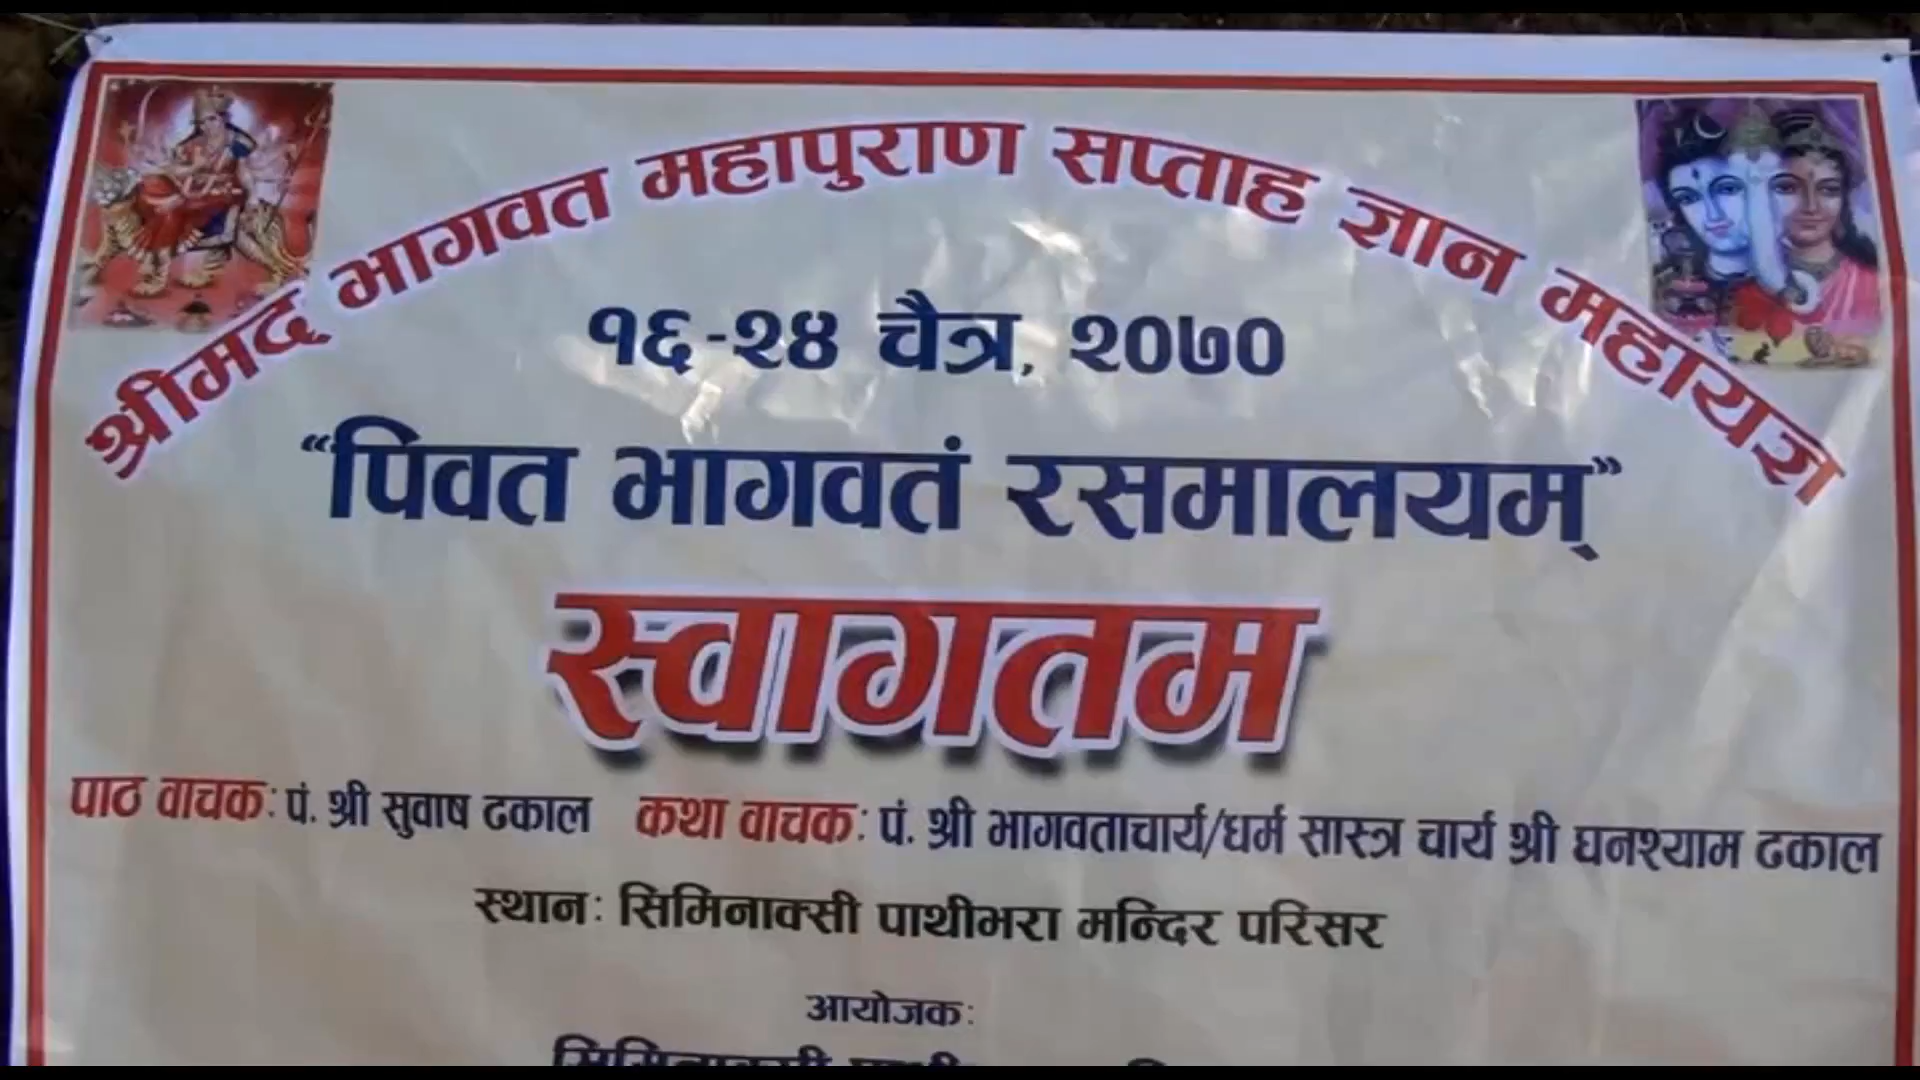 श्रीमद् भागवत महापुराण सप्ताह ज्ञान महायज्ञ
१६-२४ चैत्र, २०७०
“पिवत भागवतं रसमालयम्”
स्वागतम
पाठ वाचक: पं. श्री सुवाष ढकाल कथा वाचक: पं. श्री भागवताचार्य/धर्म सास्त्र चार्य श्री घनश्याम ढकाल
स्थान: सिमिनाक्सी पाथीभरा मन्दिर परिसर
आयोजक: